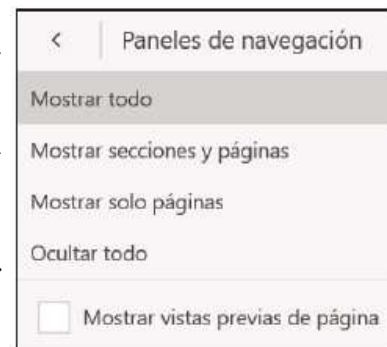 Paneles de navegación
Mostrar todo
Mostrar secciones y páginas
Mostrar solo páginas
Ocultar todo
Mostrar vistas previas de página